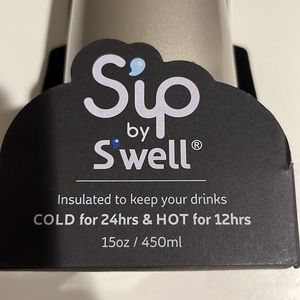 S'ip
by
S'well®
Insulated to keep your drinks
COLD for 24hrs & HOT for 12hrs
15oz / 450ml